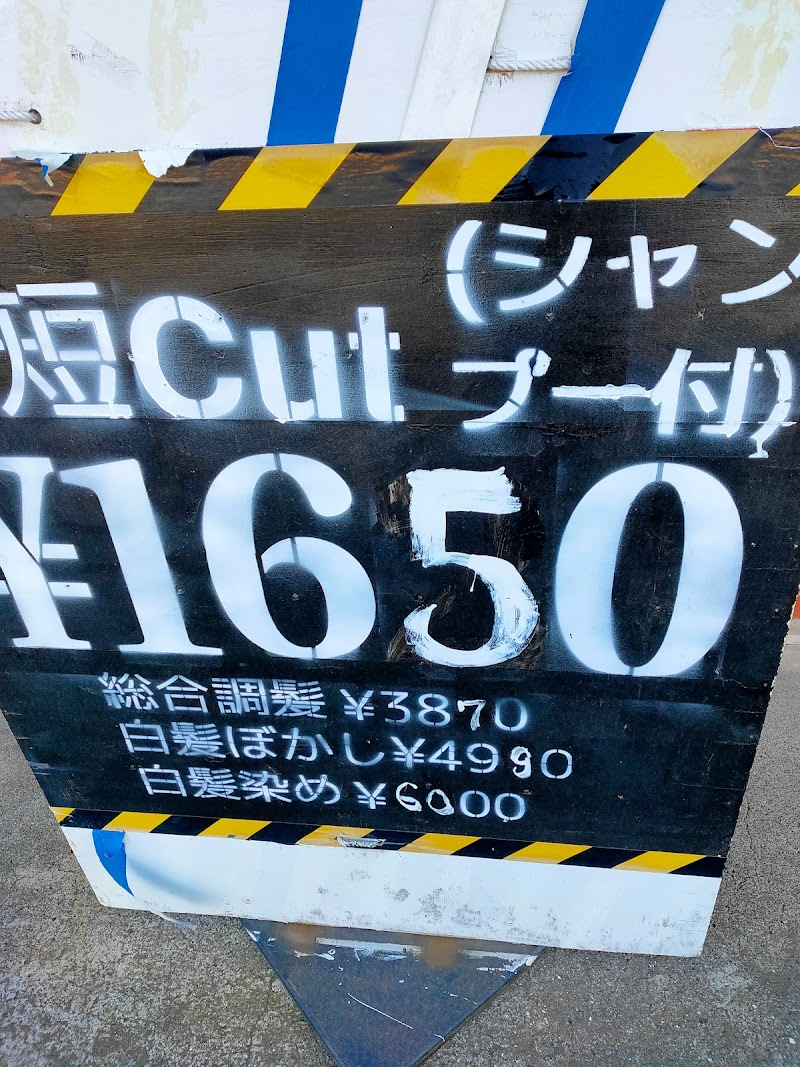 短Cut (シャン
プー付)
¥1650
総合調髪 ¥3870
白髪ぼかし ¥4990
白髪染め ¥6000